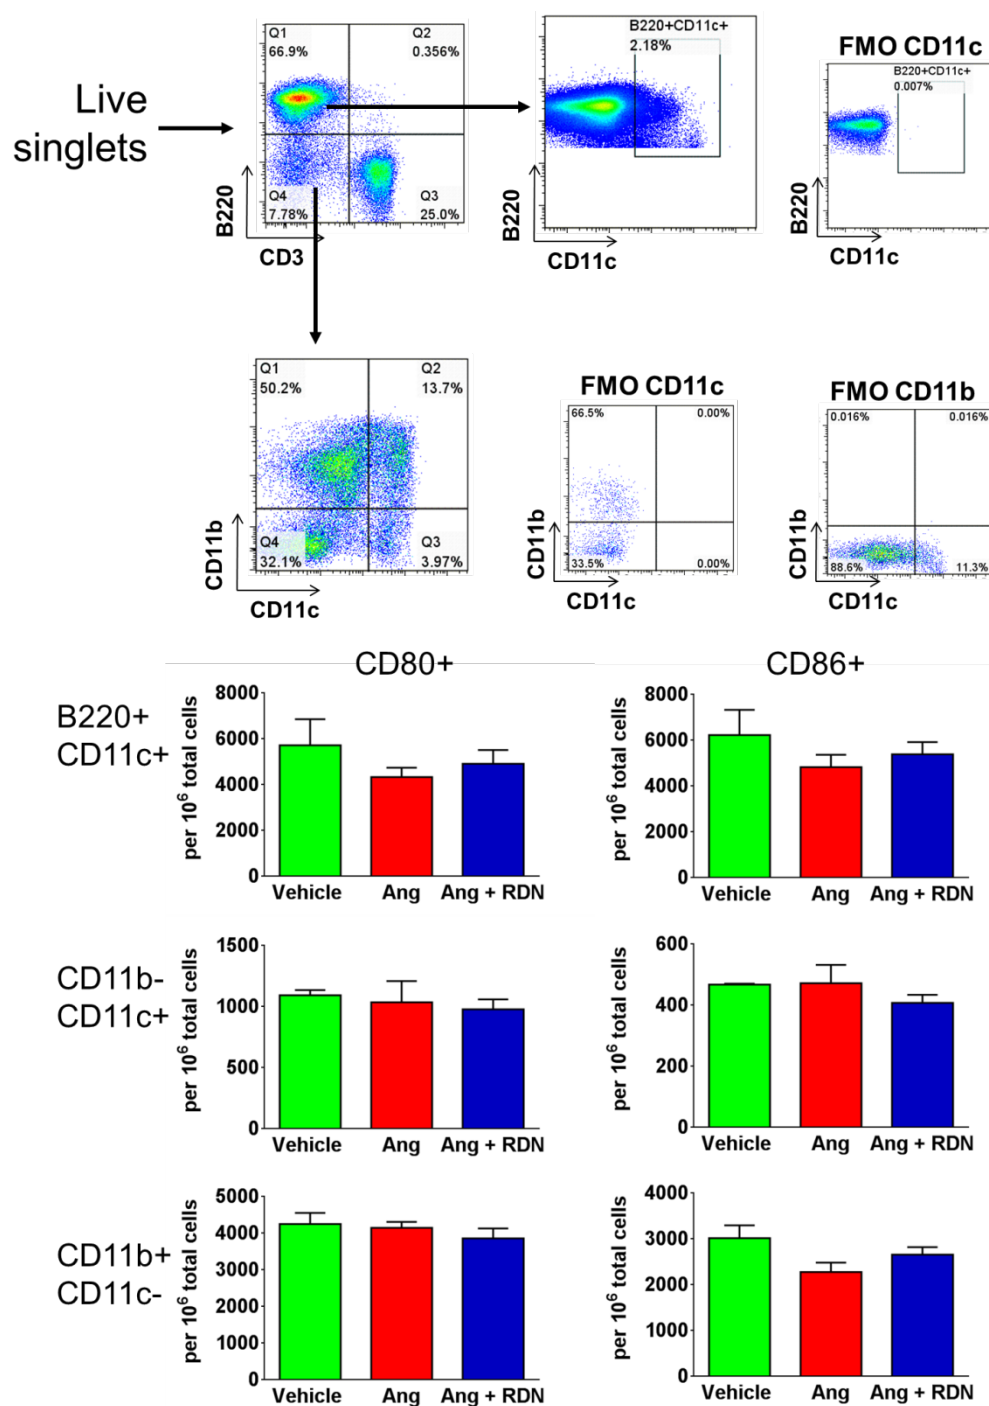 Live
singlets
Q1
66.9%
Q2
0.356%
Q4
7.78%
Q3
25.0%
B220
CD3
B220+CD11c+
2.18%
B220
CD11c
FMO CD11c
B220+CD11c+
0.007%
B220
CD11c
Q1
50.2%
Q2
13.7%
Q4
32.1%
Q3
3.97%
CD11b
CD11c
FMO CD11c
66.5%
0.00%
33.5%
0.00%
CD11b
CD11c
FMO CD11b
0.016%
0.016%
88.6%
11.3%
CD11b
CD11c
CD80+
CD86+
B220+
CD11c+
per 10⁶ total cells
8000
6000
4000
2000
0
Vehicle
Ang
Ang + RDN
per 10⁶ total cells
8000
6000
4000
2000
0
Vehicle
Ang
Ang + RDN
CD11b-
CD11c+
per 10⁶ total cells
1500
1000
500
0
Vehicle
Ang
Ang + RDN
per 10⁶ total cells
600
400
200
0
Vehicle
Ang
Ang + RDN
CD11b+
CD11c-
per 10⁶ total cells
5000
4000
3000
2000
1000
0
Vehicle
Ang
Ang + RDN
per 10⁶ total cells
4000
3000
2000
1000
0
Vehicle
Ang
Ang + RDN